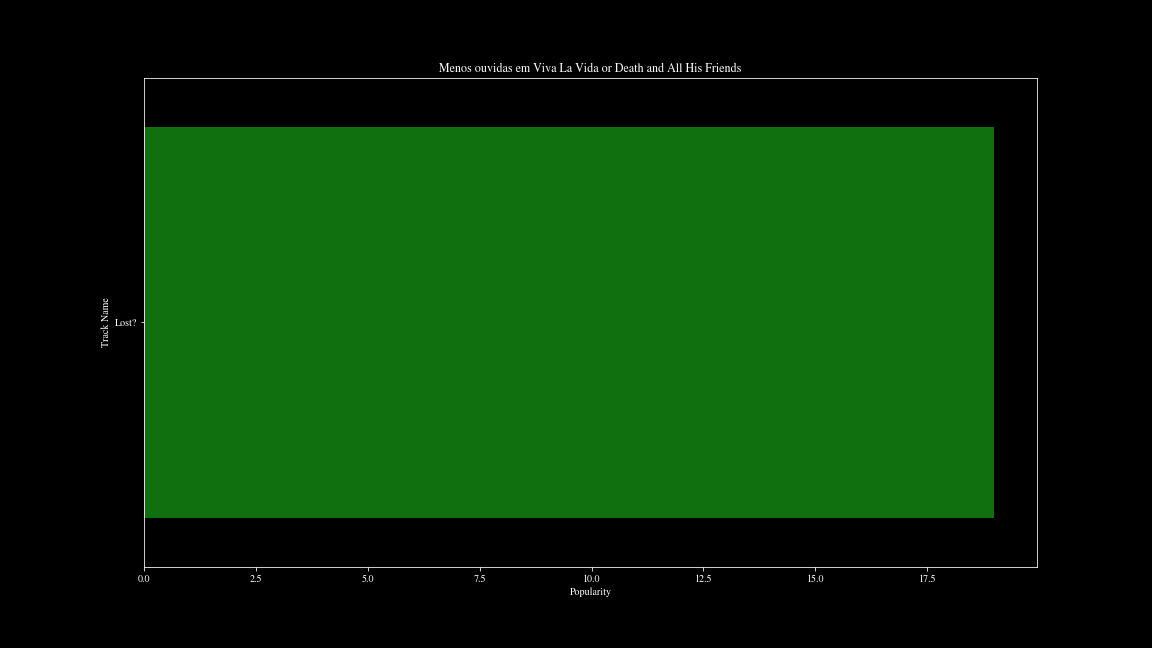 Menos ouvidas em Viva La Vida or Death and All His Friends
Track Name
Lost?
0.0 2.5 5.0 7.5 10.0 12.5 15.0 17.5
Popularity